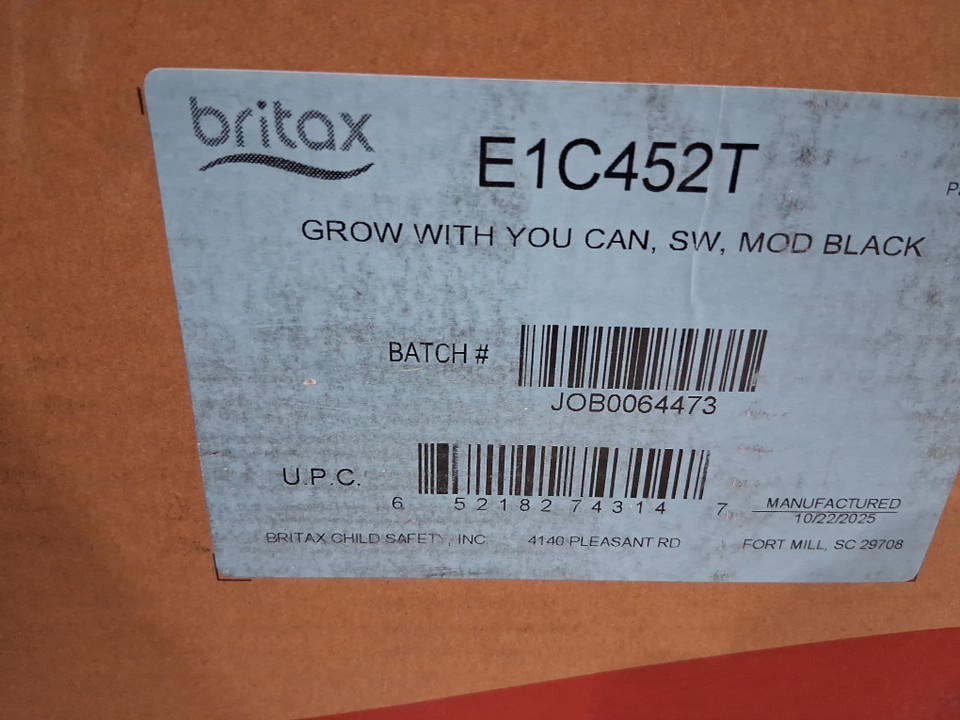 britax
E1C452T
GROW WITH YOU CAN, SW, MOD BLACK
BATCH #
JOB0064473
U.P.C.
6 52182 74314 7
MANUFACTURED
10/22/2025
BRITAX CHILD SAFETY, INC. 4140 PLEASANT RD FORT MILL, SC 29708